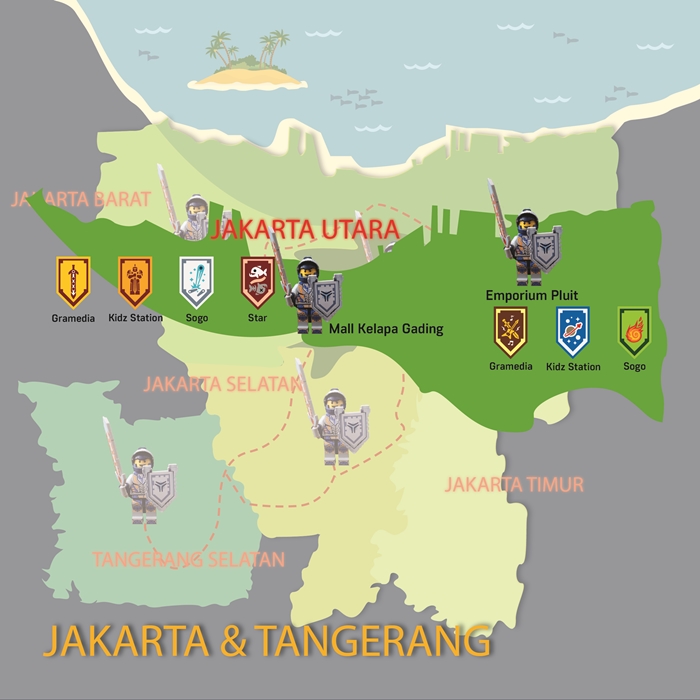 JAKARTA BARAT
JAKARTA UTARA
Gramedia
Kidz Station
Sogo
Star
Mall Kelapa Gading
Emporium Pluit
Gramedia
Kidz Station
Sogo
JAKARTA SELATAN
JAKARTA TIMUR
TANGERANG SELATAN
JAKARTA & TANGERANG